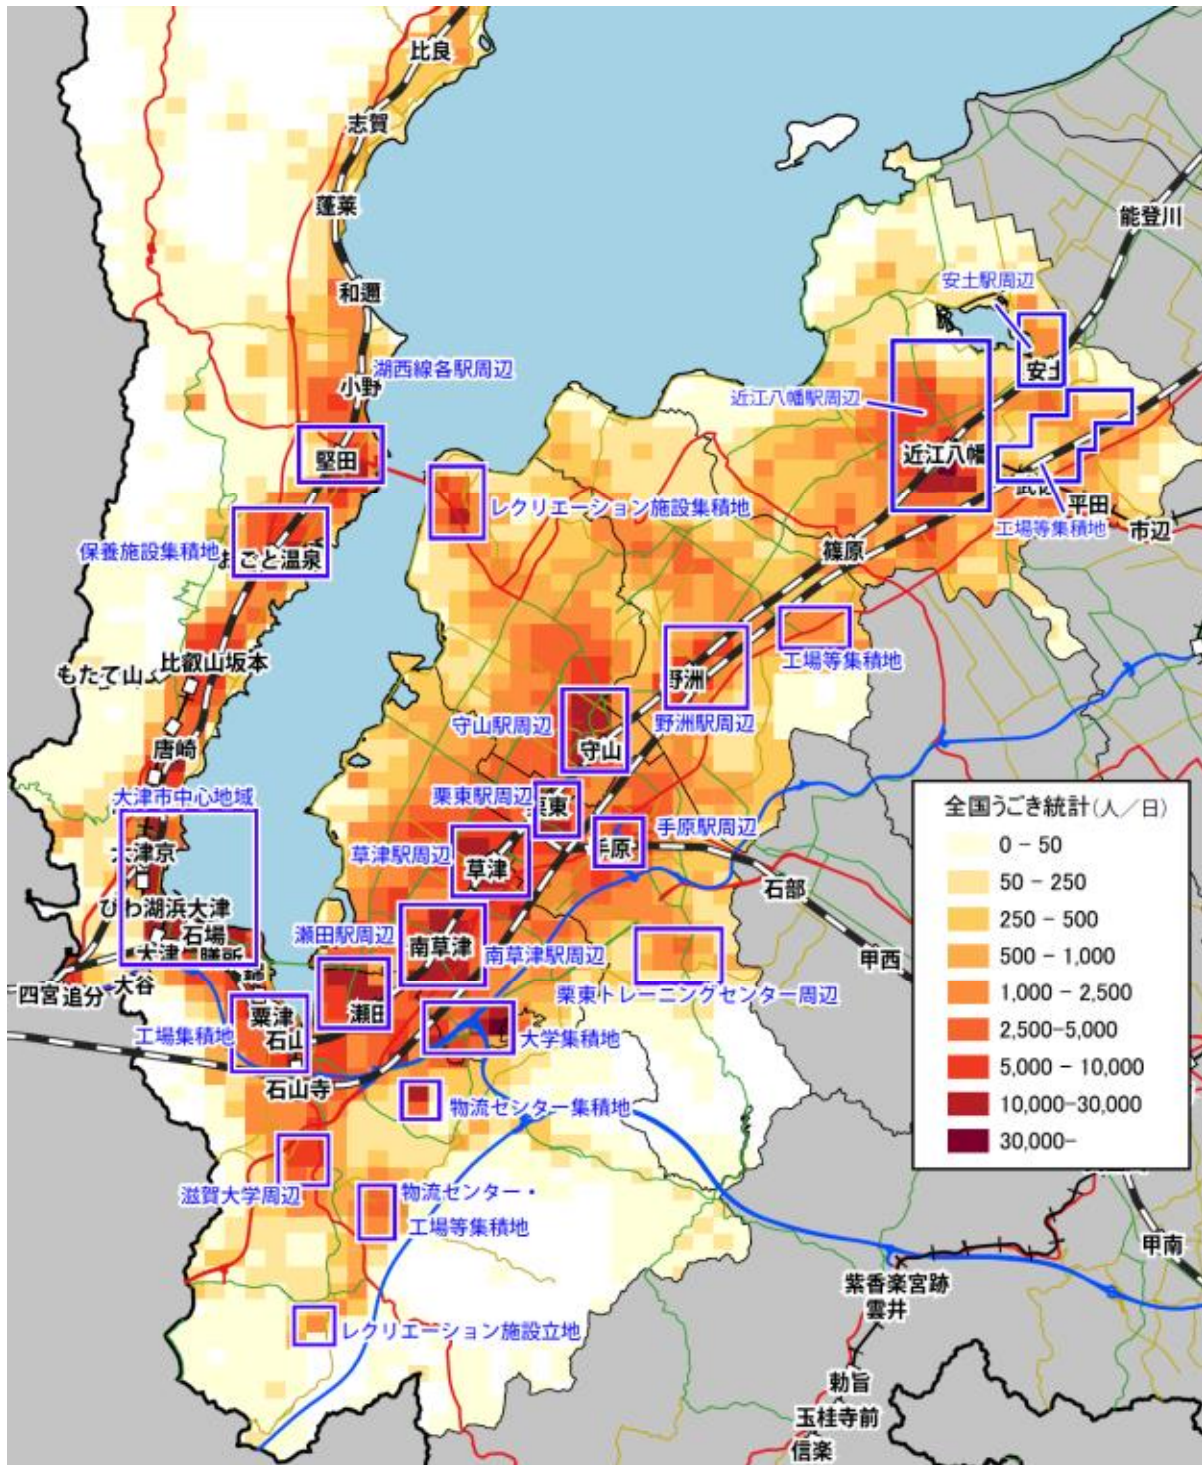 比良
志賀
蓬莱
能登川
安土駅周辺
和邇
小野
湖西線各駅周辺
安土
近江八幡駅周辺
堅田
近江八幡
レクリエーション施設集積地
平田
工場等集積地
市辺
保養施設集積地
おごと温泉
篠原
比叡山坂本
もたて山
工場等集積地
野洲
守山駅周辺
野洲駅周辺
唐崎
守山
大津市中心地域
栗東駅周辺
栗東
手原駅周辺
草津駅周辺
手原
大津京
草津
石部
びわ湖浜大津
石場
瀬田駅周辺
南草津
大津
膳所
南草津駅周辺
甲西
四宮
追分
大谷
栗東トレーニングセンター周辺
粟津
瀬田
工場集積地
石山
大学集積地
石山寺
物流センター集積地
滋賀大学周辺
物流センター・
工場等集積地
甲南
紫香楽宮跡
雲井
レクリエーション施設立地
勅旨
玉桂寺前
信楽
全国うごき統計(人/日)
0 - 50
50 - 250
250 - 500
500 - 1,000
1,000 - 2,500
2,500-5,000
5,000 - 10,000
10,000-30,000
30,000-